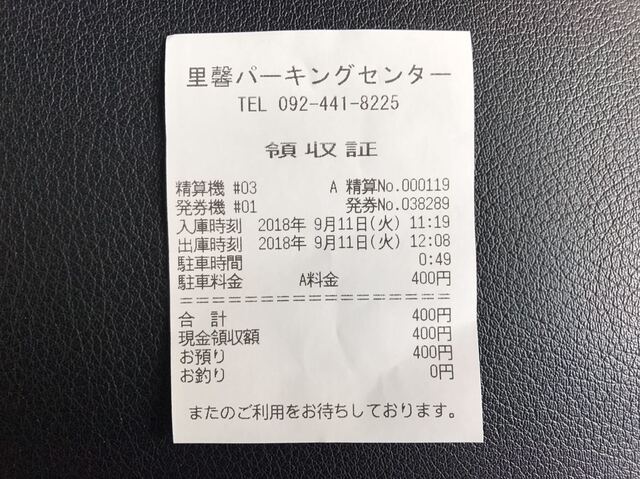 里馨パーキングセンター
TEL 092-441-8225
領収証
精算機 #03 A 精算No.000119
発券機 #01 発券No.038289
入庫時刻 2018年 9月11日(火) 11:19
出庫時刻 2018年 9月11日(火) 12:08
駐車時間 0:49
駐車料金 A料金 400円
==========================
合 計 400円
現金領収額 400円
お預り 400円
お釣り 0円
またのご利用をお待ちしております。